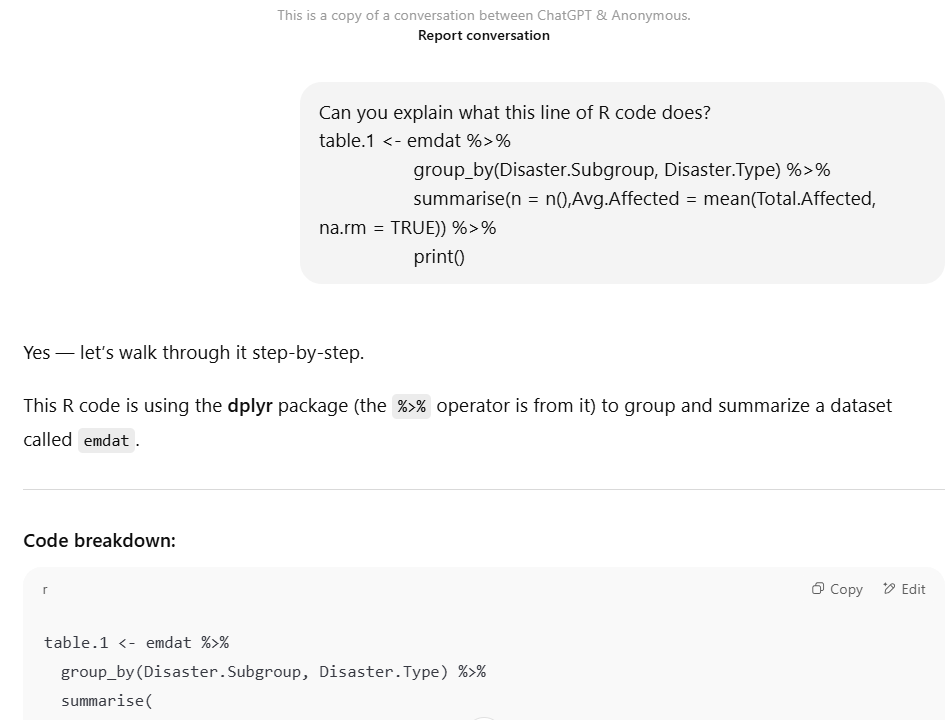 This is a copy of a conversation between ChatGPT & Anonymous.
Report conversation
Can you explain what this line of R code does?
table.1 <- emdat %>%
group_by(Disaster.Subgroup, Disaster.Type) %>%
summarise(n = n(),Avg.Affected = mean(Total.Affected,
na.rm = TRUE)) %>%
print()
Yes — let’s walk through it step-by-step.
This R code is using the dplyr package (the %>% operator is from it) to group and summarize a dataset
called emdat.
Code breakdown:
r Copy Edit
table.1 <- emdat %>%
group_by(Disaster.Subgroup, Disaster.Type) %>%
summarise(